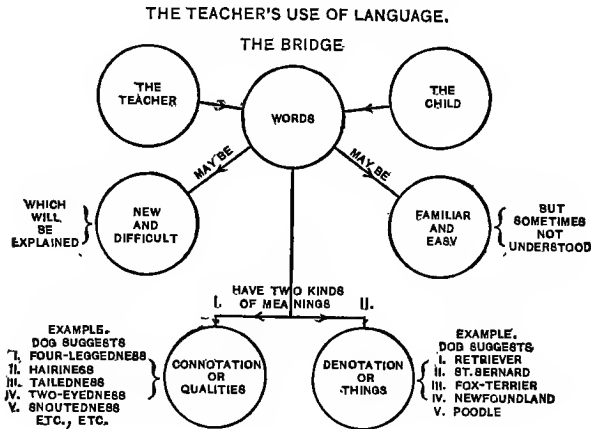 THE TEACHER'S USE OF LANGUAGE.
THE BRIDGE
THE
TEACHER
WORDS
THE
CHILD
MAY BE
MAY BE
WHICH
WILL
BE
EXPLAINED
NEW
AND
DIFFICULT
FAMILIAR
AND
EASY
BUT
SOMETIMES
NOT
UNDERSTOOD
HAVE TWO KINDS
OF MEANINGS
I.
II.
EXAMPLE.
DOG SUGGESTS
I. FOUR-LEGGEDNESS
II. HAIRINESS
III. TAILEDNESS
IV. TWO-EYEDNESS
V. SNOUTEDNESS
ETC., ETC.
CONNOTATION
OR
QUALITIES
DENOTATION
OR
THINGS
EXAMPLE.
DOG SUGGESTS
I. RETRIEVER
II. ST. BERNARD
III. FOX-TERRIER
IV. NEWFOUNDLAND
V. POODLE